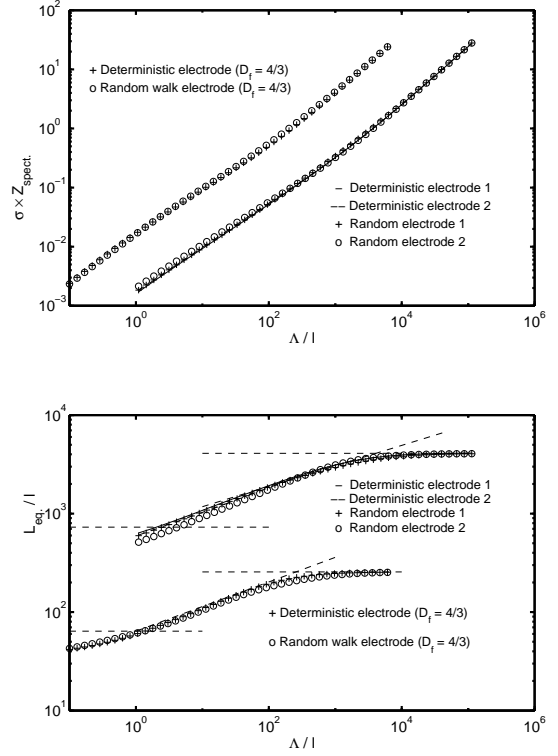 10^2
10^1
10^0
10^-1
10^-2
10^-3
σ × Z_spect.
+ Deterministic electrode (D_f = 4/3)
o Random walk electrode (D_f = 4/3)
– Deterministic electrode 1
-- Deterministic electrode 2
+ Random electrode 1
o Random electrode 2
10^0 10^2 10^4 10^6
Λ / l
10^4
10^3
10^2
10^1
L_eq. / l
– Deterministic electrode 1
-- Deterministic electrode 2
+ Random electrode 1
o Random electrode 2
+ Deterministic electrode (D_f = 4/3)
o Random walk electrode (D_f = 4/3)
10^0 10^2 10^4 10^6
Λ / l